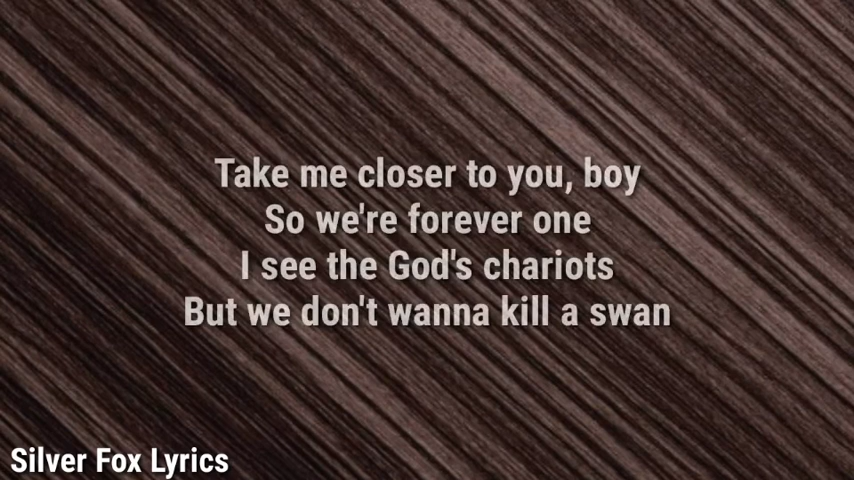 Take me closer to you, boy
So we're forever one
I see the God's chariots
But we don't wanna kill a swan
Silver Fox Lyrics